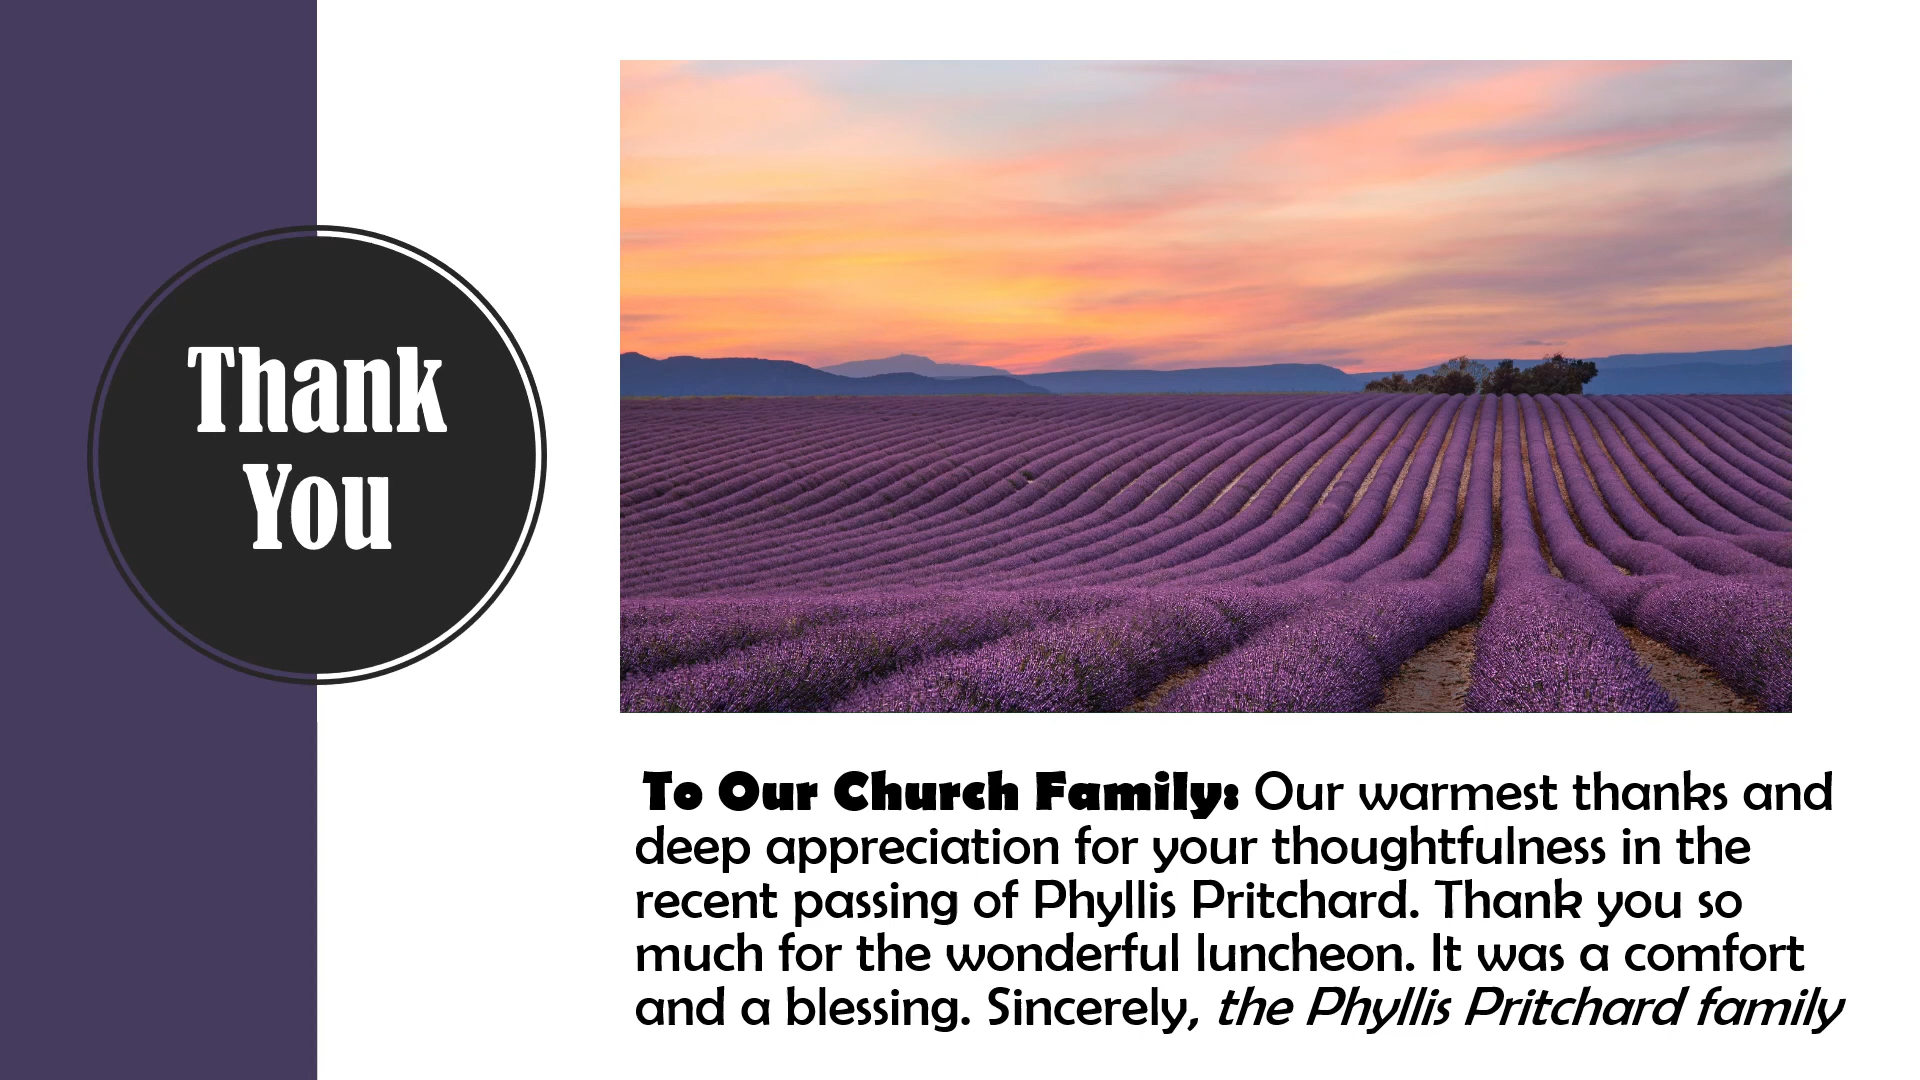 Thank
You
To Our Church Family: Our warmest thanks and
deep appreciation for your thoughtfulness in the
recent passing of Phyllis Pritchard. Thank you so
much for the wonderful luncheon. It was a comfort
and a blessing. Sincerely, the Phyllis Pritchard family